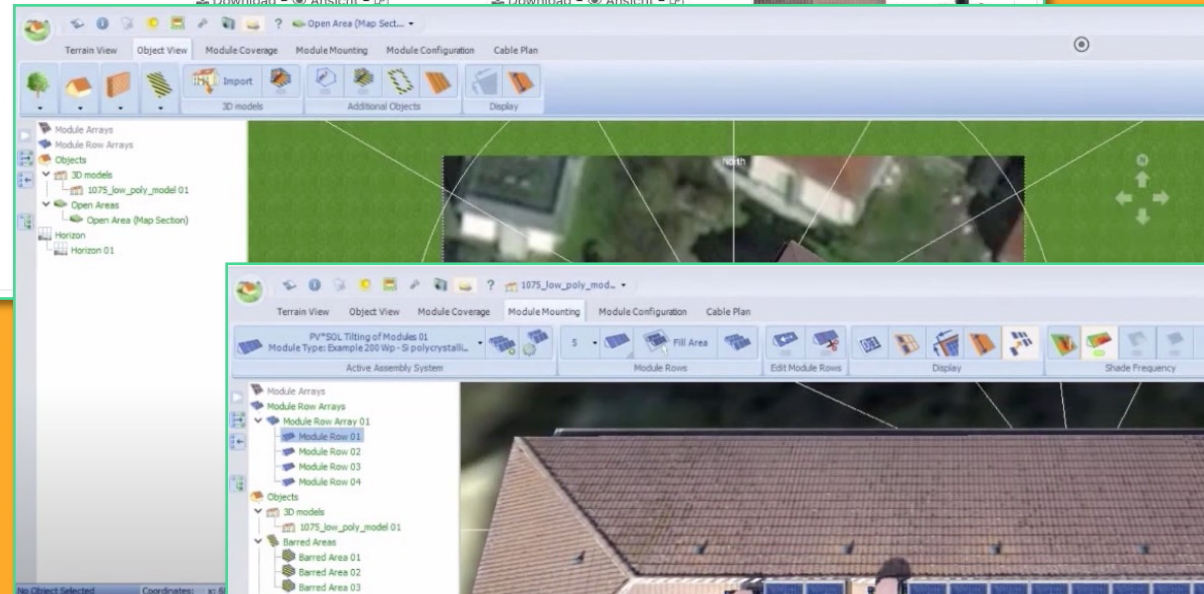 Download Ansicht
Download Ansicht
? Open Area (Map Sect...
Terrain View Object View Module Coverage Module Mounting Module Configuration Cable Plan
Import
3D models Additional Objects Display
Module Arrays
Module Row Arrays
Objects
3D models
1075_low_poly_model 01
Open Areas
Open Area (Map Section)
Horizon
Horizon 01
North
N
? 1075_low_poly_mod...
Terrain View Object View Module Coverage Module Mounting Module Configuration Cable Plan
PV*SOL Tilting of Modules 01
Module Type: Example 200 Wp - Si polycrystalli...
5 Fill Area
Active Assembly System Module Rows Edit Module Rows Display Shade Frequency
Module Arrays
Module Row Arrays
Module Row Array 01
Module Row 01
Module Row 02
Module Row 03
Module Row 04
Objects
3D models
1075_low_poly_model 01
Barred Areas
Barred Area 01
Barred Area 02
Barred Area 03
No Object Selected Coordinates: